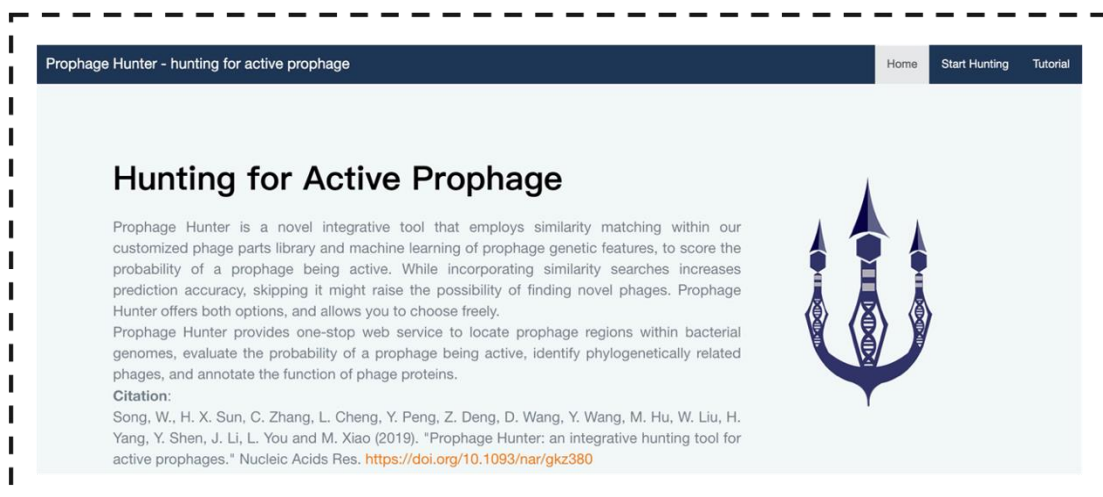 Prophage Hunter - hunting for active prophage
Home
Start Hunting
Tutorial
Hunting for Active Prophage
Prophage Hunter is a novel integrative tool that employs similarity matching within our
customized phage parts library and machine learning of prophage genetic features, to score the
probability of a prophage being active. While incorporating similarity searches increases
prediction accuracy, skipping it might raise the possibility of finding novel phages. Prophage
Hunter offers both options, and allows you to choose freely.
Prophage Hunter provides one-stop web service to locate prophage regions within bacterial
genomes, evaluate the probability of a prophage being active, identify phylogenetically related
phages, and annotate the function of phage proteins.
Citation:
Song, W., H. X. Sun, C. Zhang, L. Cheng, Y. Peng, Z. Deng, D. Wang, Y. Wang, M. Hu, W. Liu, H.
Yang, Y. Shen, J. Li, L. You and M. Xiao (2019). "Prophage Hunter: an integrative hunting tool for
active prophages." Nucleic Acids Res. https://doi.org/10.1093/nar/gkz380